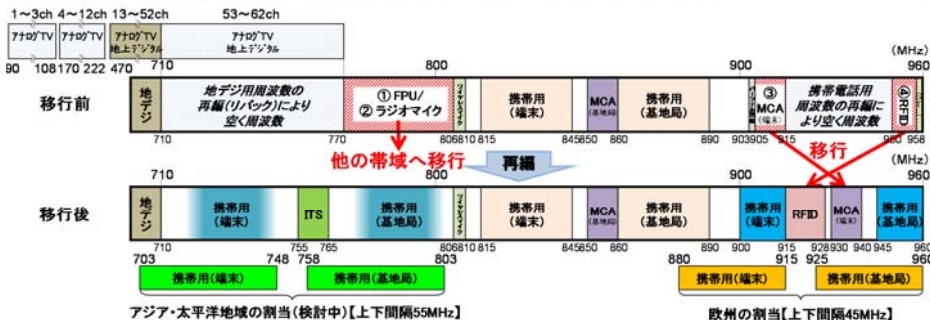 1～3ch 4～12ch 13～52ch 53～62ch
ｱﾅﾛｸﾞTV ｱﾅﾛｸﾞTV ｱﾅﾛｸﾞTV 地上ﾃﾞｼﾞﾀﾙ ｱﾅﾛｸﾞTV 地上ﾃﾞｼﾞﾀﾙ
90 108 170 222 470 710 800 900 (MHz) 960
移行前
地デジ
地デジ用周波数の
再編(リパック)により
空く周波数
① FPU/
② ラジオマイク
携帯用
(端末)
MCA
(基地局)
携帯用
(基地局)
③
MCA
(端末)
携帯電話用
周波数の再編に
より空く周波数
④RFID
710 770 806 810 815 845 850 860 890 903 905 915 950 958
他の帯域へ移行
再編
移行
710 800 900 (MHz) 960
移行後
地デジ
携帯用
(端末)
ITS
携帯用
(基地局)
ワイヤレスマイク
携帯用
(端末)
MCA
(基地局)
携帯用
(基地局)
携帯用
(端末)
RFID
MCA
(端末)
携帯用
(基地局)
710 755 765 806 810 815 845 850 860 890 900 915 928 930 940 945 960
703 748 758 803 880 915 925 960
携帯用(端末) 携帯用(基地局) 携帯用(端末) 携帯用(基地局)
アジア・太平洋地域の割当(検討中)【上下間隔55MHz】 欧州の割当【上下間隔45MHz】